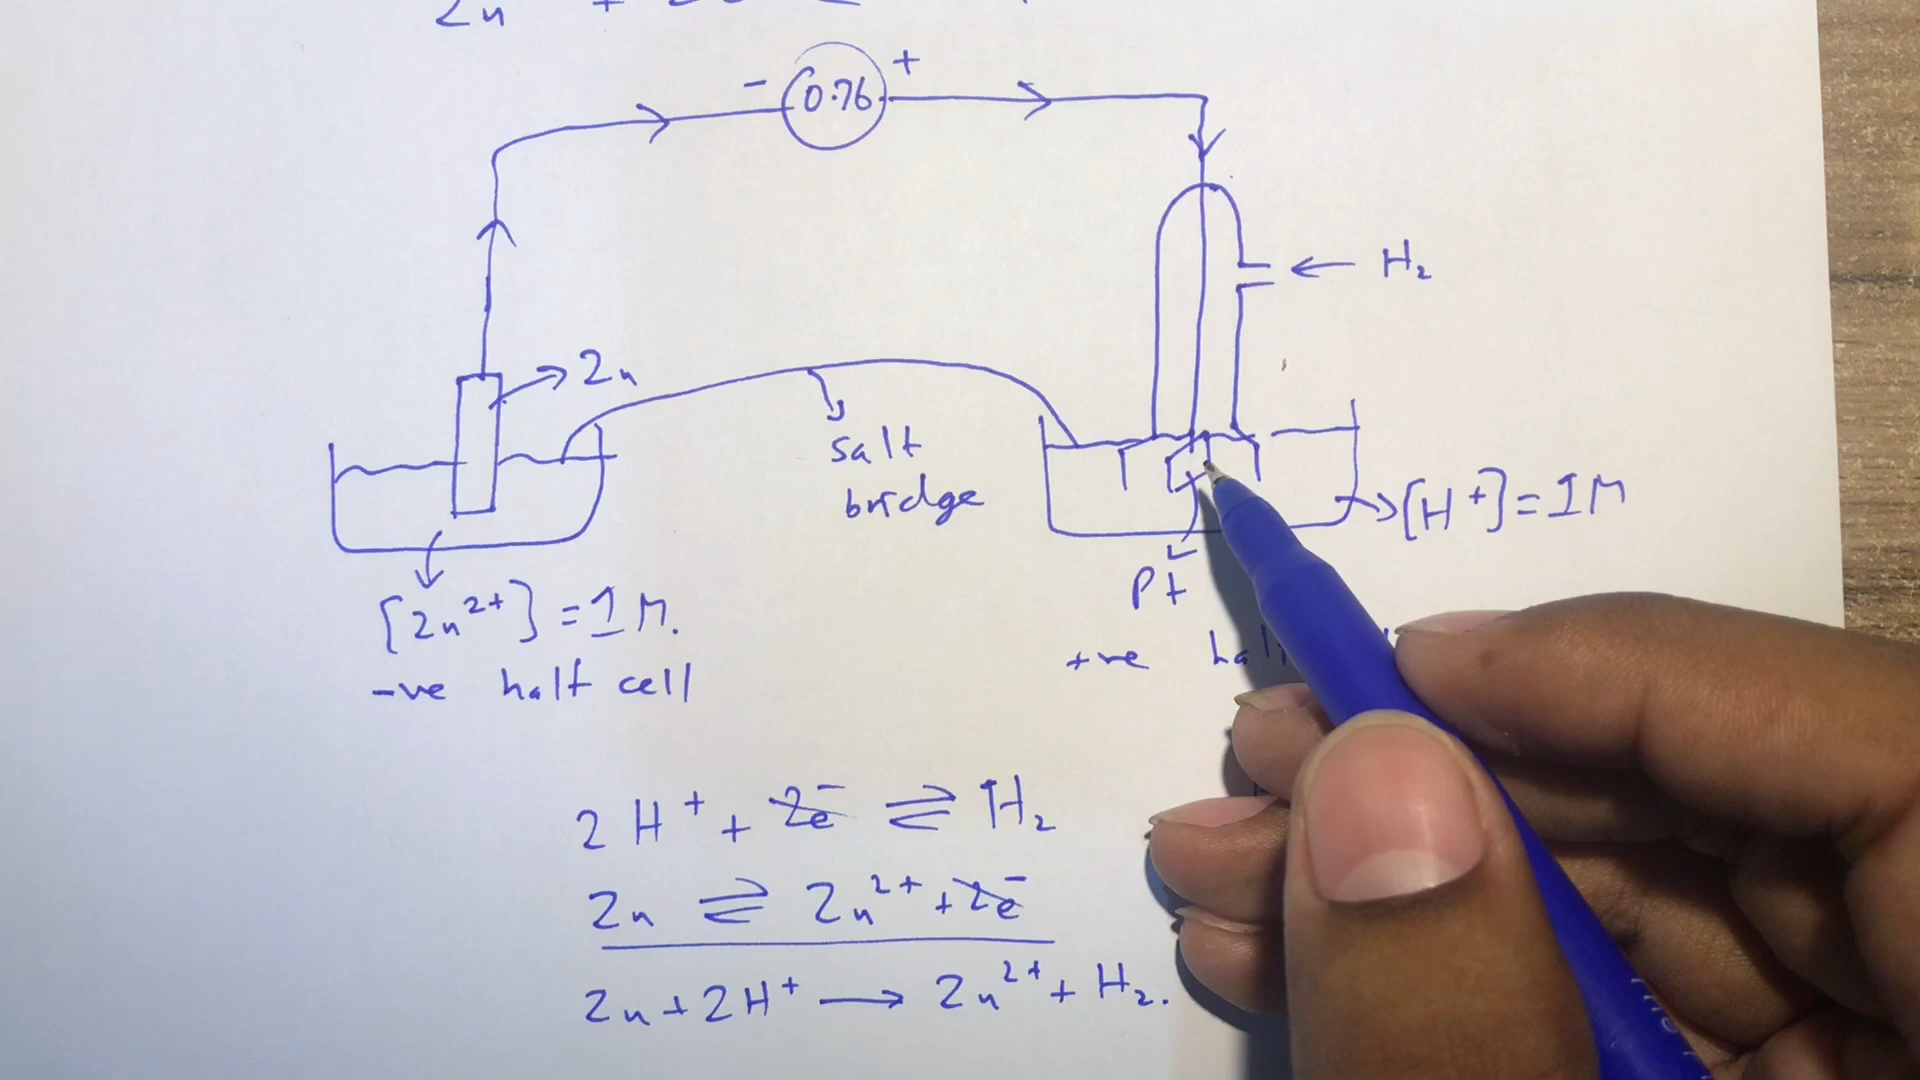 - 0.76 +
H₂
Zn
salt
bridge
[H⁺] = 1M
Pt
[Zn²⁺] = 1M.
+ve
-ve half cell
2H⁺ + 2e⁻ ⇌ H₂
Zn ⇌ Zn²⁺ + 2e⁻
Zn + 2H⁺ → Zn²⁺ + H₂.